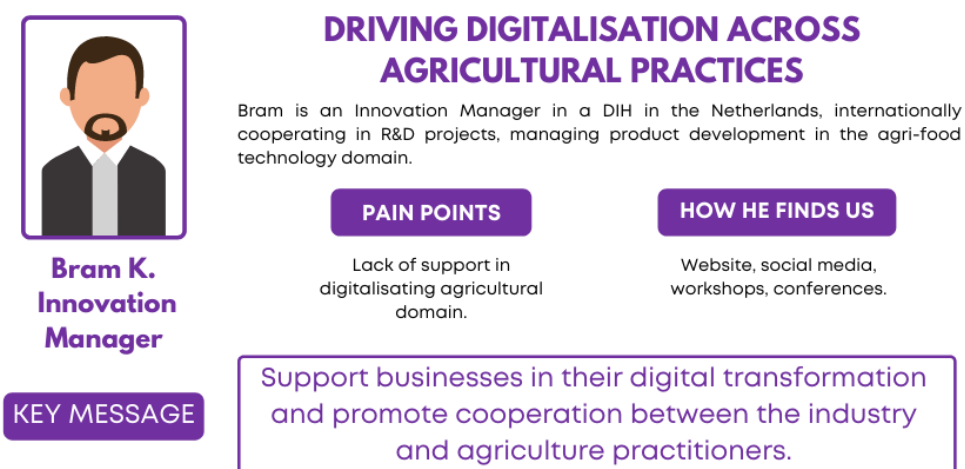 DRIVING DIGITALISATION ACROSS
AGRICULTURAL PRACTICES
Bram is an Innovation Manager in a DIH in the Netherlands, internationally
cooperating in R&D projects, managing product development in the agri-food
technology domain.
PAIN POINTS
Lack of support in
digitalisating agricultural
domain.
HOW HE FINDS US
Website, social media,
workshops, conferences.
Bram K.
Innovation
Manager
KEY MESSAGE
Support businesses in their digital transformation
and promote cooperation between the industry
and agriculture practitioners.